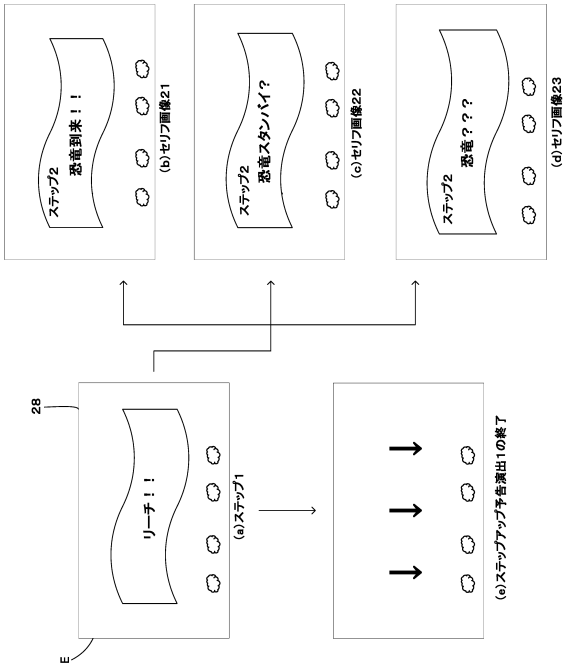 28
E
リーチ！！
(a)ステップ1
ステップ2
恐竜到来！！
(b)セリフ画像21
ステップ2
恐竜スタンバイ？
(c)セリフ画像22
ステップ2
恐竜？？？
(d)セリフ画像23
(e)ステップアップ予告演出1の終了